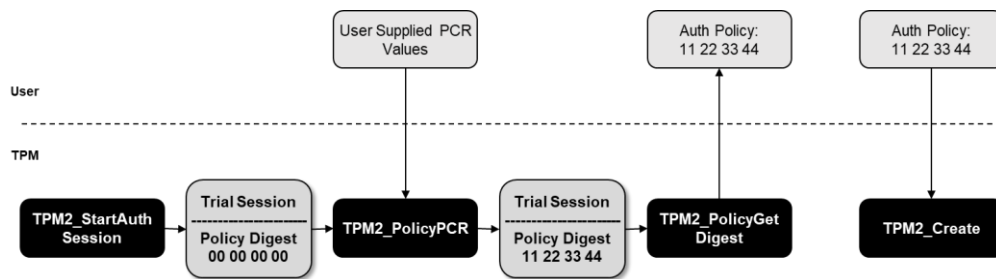 User Supplied PCR
Values
Auth Policy:
11 22 33 44
Auth Policy:
11 22 33 44
User
TPM
TPM2_StartAuth
Session
Trial Session
Policy Digest
00 00 00 00
TPM2_PolicyPCR
Trial Session
Policy Digest
11 22 33 44
TPM2_PolicyGet
Digest
TPM2_Create